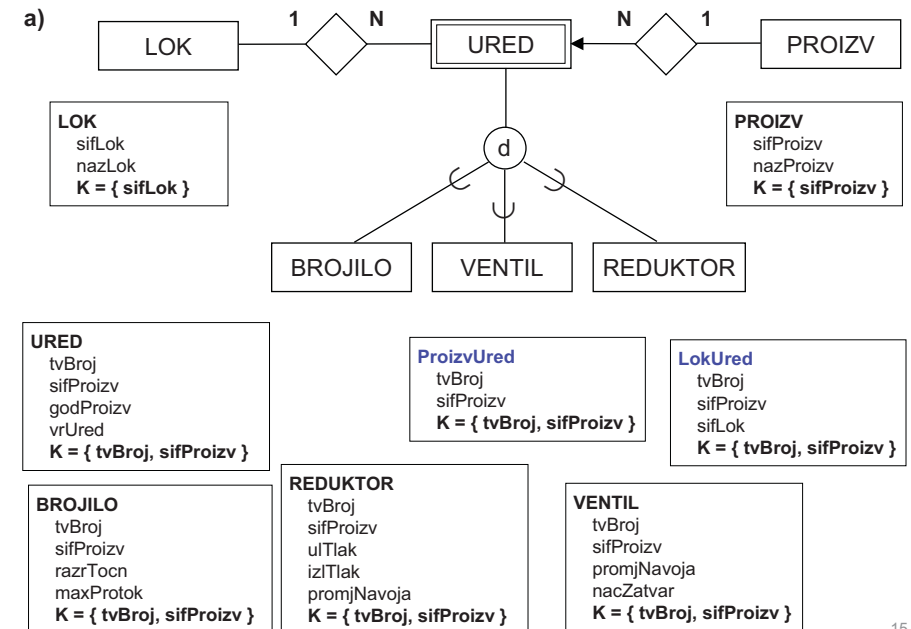 a)
1 N N 1
LOK URED PROIZV
LOK
sifLok
nazLok
K = { sifLok }
PROIZV
sifProizv
nazProizv
K = { sifProizv }
d
BROJILO VENTIL REDUKTOR
URED
tvBroj
sifProizv
godProizv
vrUred
K = { tvBroj, sifProizv }
ProizvUred
tvBroj
sifProizv
K = { tvBroj, sifProizv }
LokUred
tvBroj
sifProizv
sifLok
K = { tvBroj, sifProizv }
BROJILO
tvBroj
sifProizv
razrTocn
maxProtok
K = { tvBroj, sifProizv }
REDUKTOR
tvBroj
sifProizv
ulTlak
izlTlak
promjNavoja
K = { tvBroj, sifProizv }
VENTIL
tvBroj
sifProizv
promjNavoja
nacZatvar
K = { tvBroj, sifProizv }
15